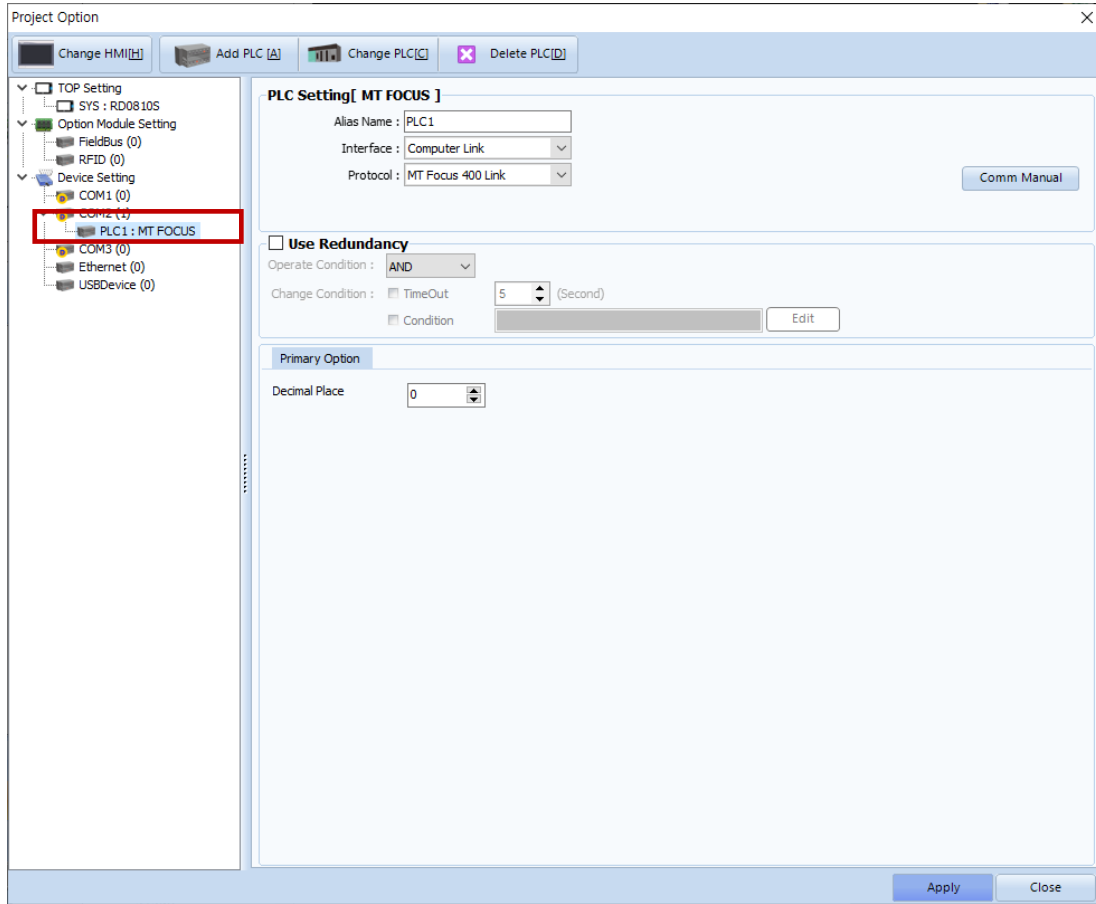 Project Option
Change HMI[H]
Add PLC [A]
Change PLC[C]
Delete PLC[D]
TOP Setting
SYS : RD0810S
Option Module Setting
FieldBus (0)
RFID (0)
Device Setting
COM1 (0)
COM2 (1)
PLC1 : MT FOCUS
COM3 (0)
Ethernet (0)
USBDevice (0)
PLC Setting[ MT FOCUS ]
Alias Name : PLC1
Interface : Computer Link
Protocol : MT Focus 400 Link
Comm Manual
Use Redundancy
Operate Condition : AND
Change Condition : TimeOut 5 (Second)
Condition Edit
Primary Option
Decimal Place 0
Apply Close